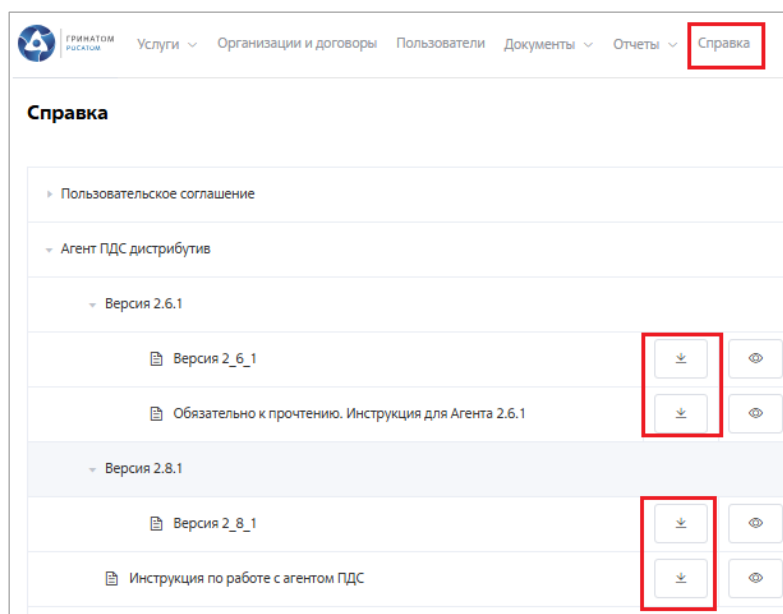 ГРИНАТОМ
РИСАТОМ
Услуги Организации и договоры Пользователи Документы Отчеты Справка
Справка
Пользовательское соглашение
Агент ПДС дистрибутив
Версия 2.6.1
Версия 2_6_1
Обязательно к прочтению. Инструкция для Агента 2.6.1
Версия 2.8.1
Версия 2_8_1
Инструкция по работе с агентом ПДС